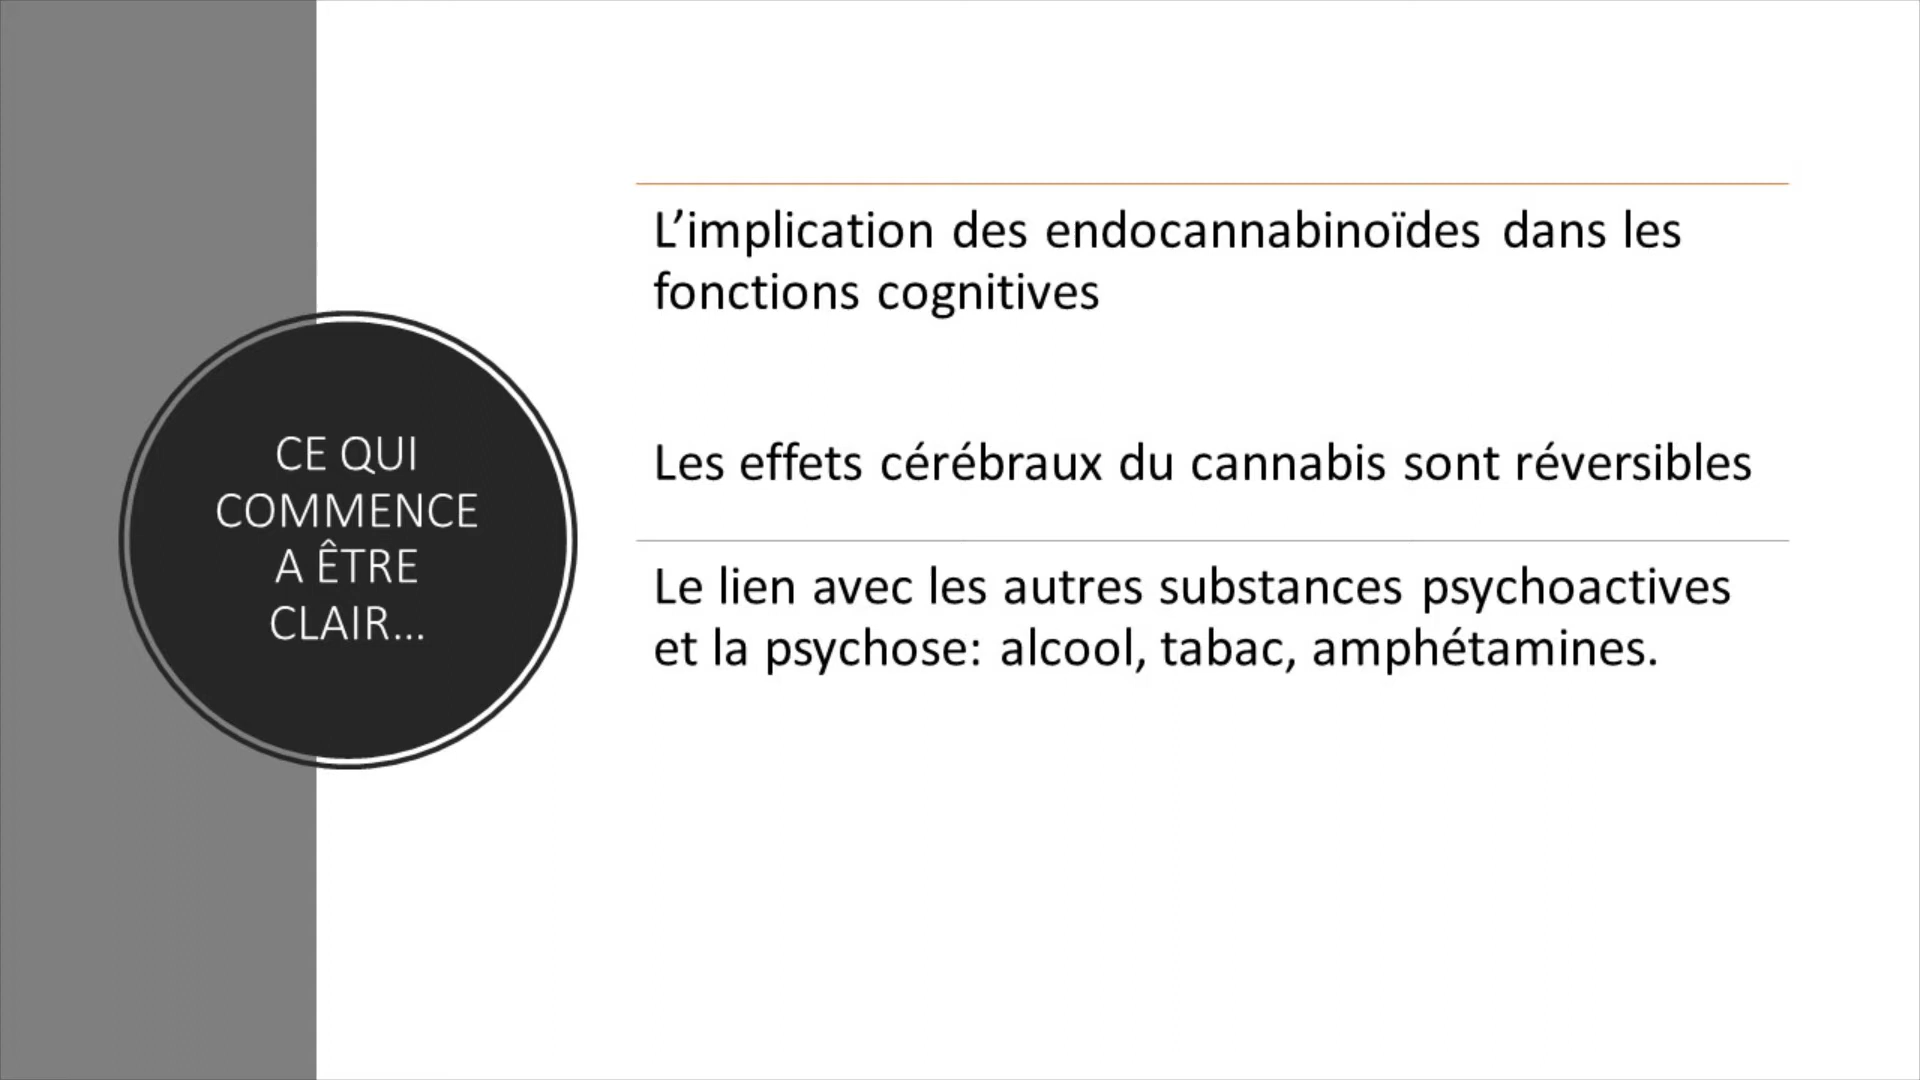 CE QUI
COMMENCE
A ÊTRE
CLAIR...
L’implication des endocannabinoïdes dans les
fonctions cognitives
Les effets cérébraux du cannabis sont réversibles
Le lien avec les autres substances psychoactives
et la psychose: alcool, tabac, amphétamines.